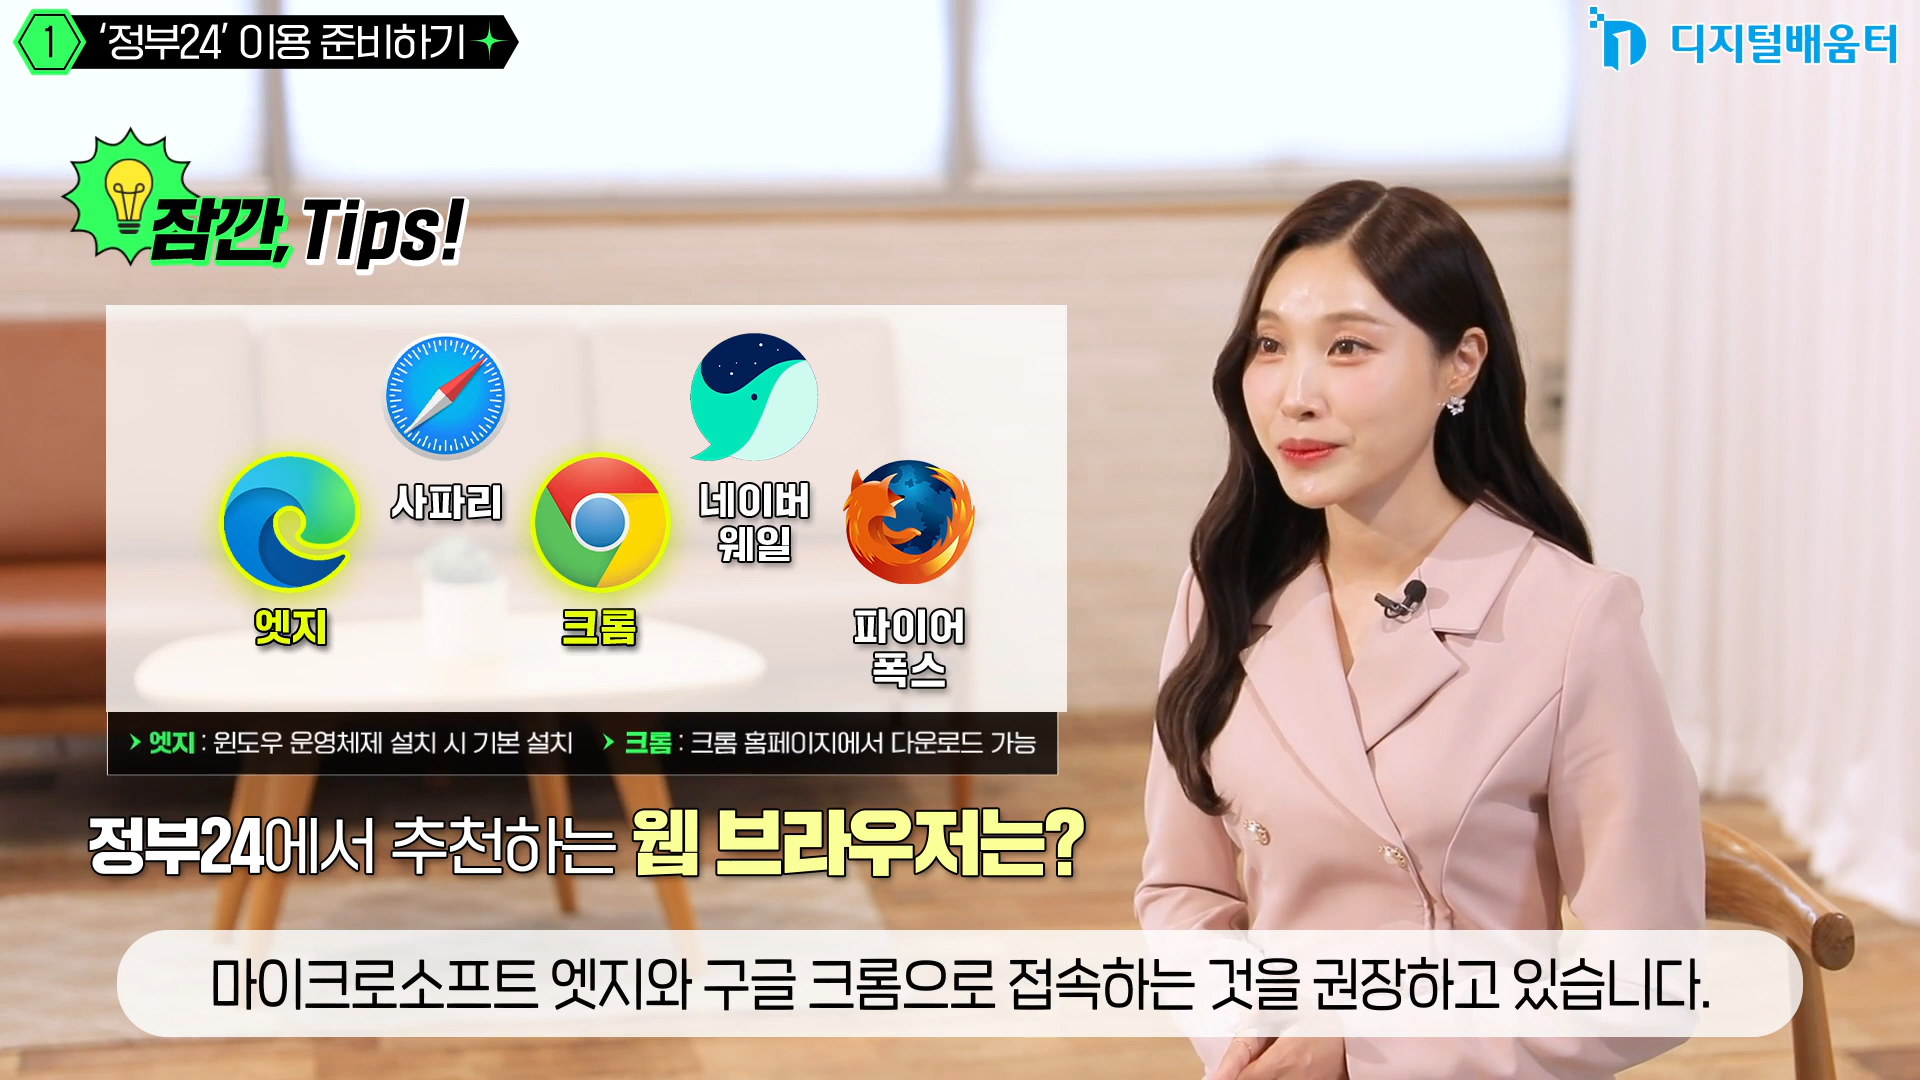 1 ‘정부24’ 이용 준비하기
디지털배움터
잠깐, Tips!
사파리
네이버
웨일
엣지
크롬
파이어
폭스
엣지 : 윈도우 운영체제 설치 시 기본 설치
크롬 : 크롬 홈페이지에서 다운로드 가능
정부24에서 추천하는 웹 브라우저는?
마이크로소프트 엣지와 구글 크롬으로 접속하는 것을 권장하고 있습니다.